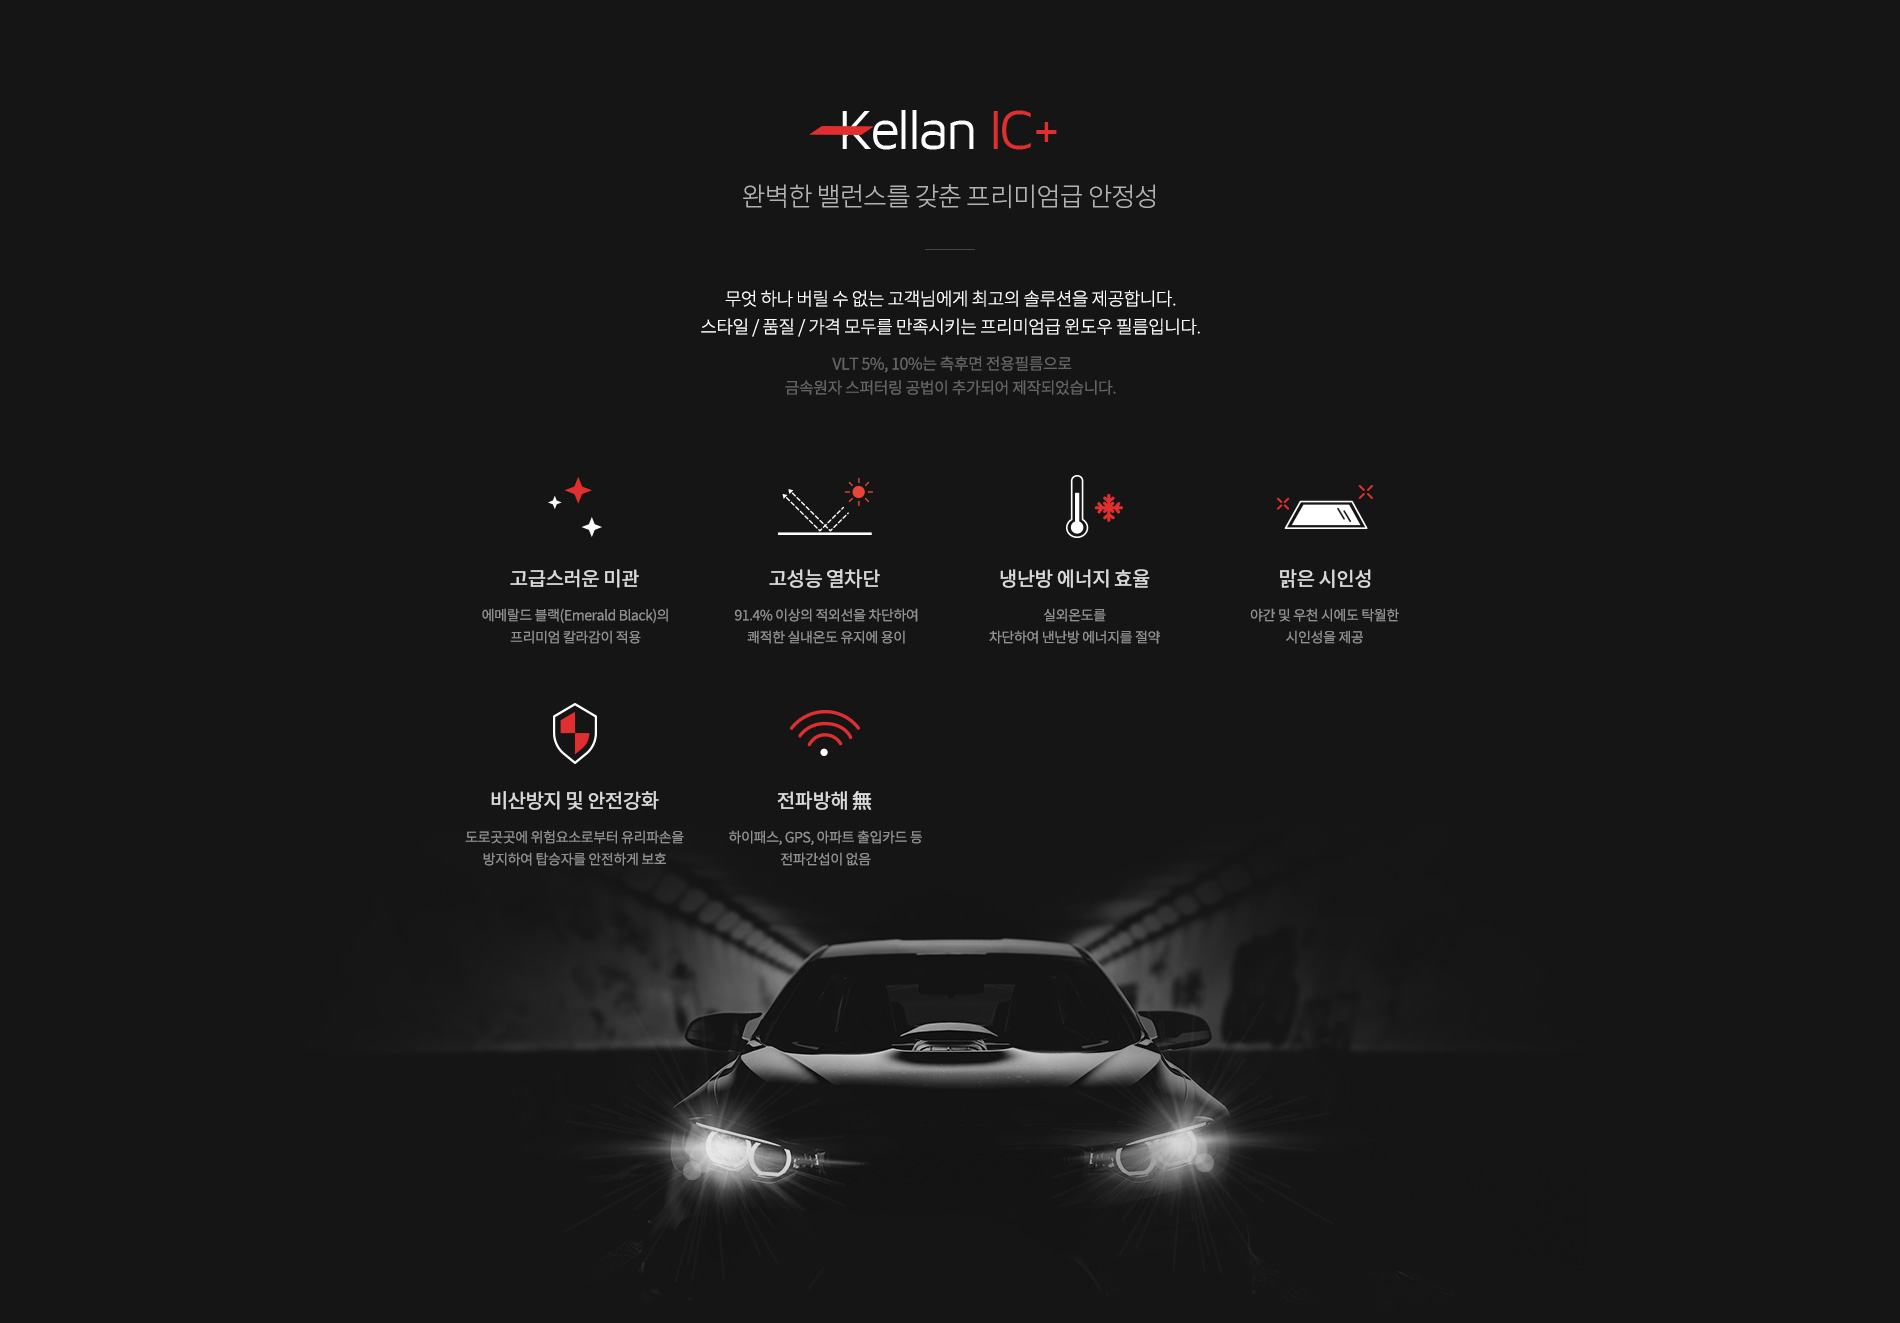 Kellan IC+
완벽한 밸런스를 갖춘 프리미엄급 안정성
무엇 하나 버릴 수 없는 고객님에게 최고의 솔루션을 제공합니다.
스타일 / 품질 / 가격 모두를 만족시키는 프리미엄급 윈도우 필름입니다.
VLT 5%, 10%는 측후면 전용필름으로
금속원자 스퍼터링 공법이 추가되어 제작되었습니다.
고급스러운 미관
에메랄드 블랙(Emerald Black)의
프리미엄 칼라감이 적용
고성능 열차단
91.4% 이상의 적외선을 차단하여
쾌적한 실내온도 유지에 용이
냉난방 에너지 효율
실외온도를
차단하여 낸난방 에너지를 절약
맑은 시인성
야간 및 우천 시에도 탁월한
시인성을 제공
비산방지 및 안전강화
도로곳곳에 위험요소로부터 유리파손을
방지하여 탑승자를 안전하게 보호
전파방해 無
하이패스, GPS, 아파트 출입카드 등
전파간섭이 없음